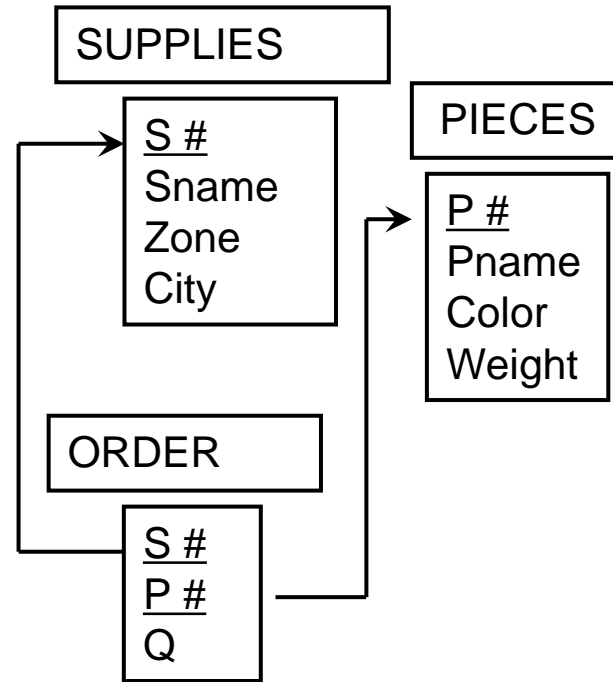 SUPPLIES
S #
Sname
Zone
City
PIECES
P #
Pname
Color
Weight
ORDER
S #
P #
Q